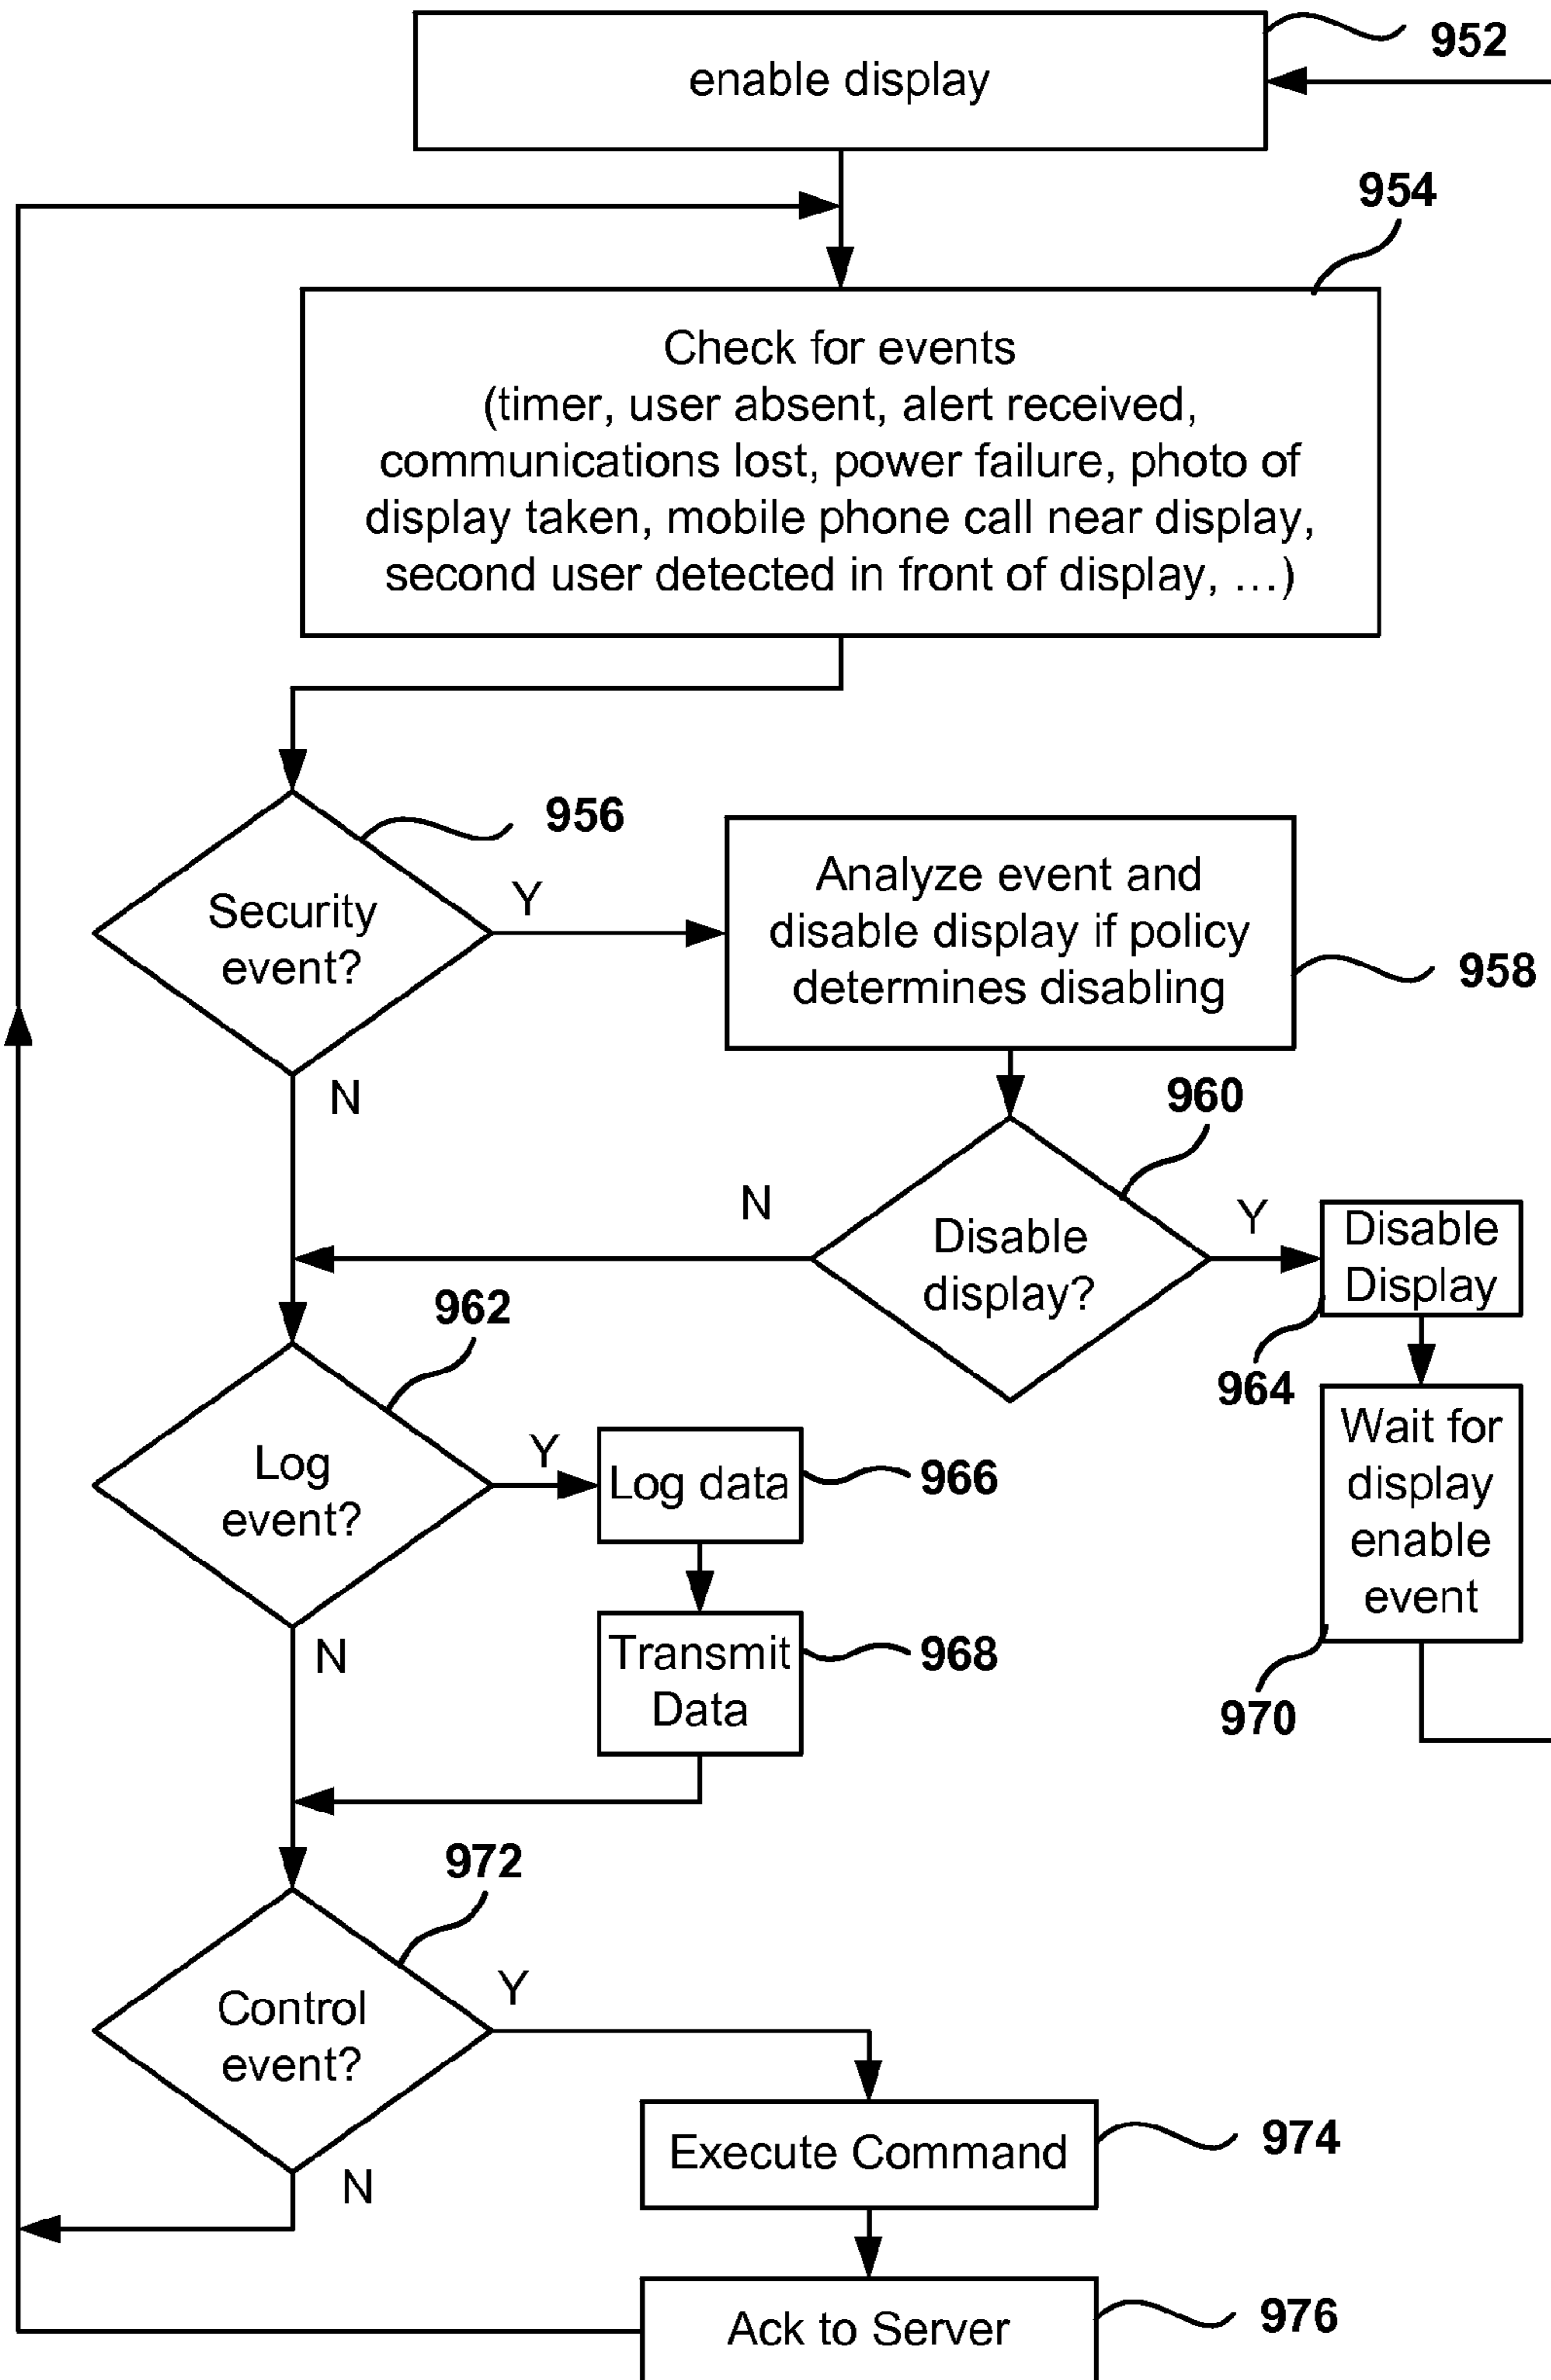 952
enable display
954
Check for events
(timer, user absent, alert received,
communications lost, power failure, photo of
display taken, mobile phone call near display,
second user detected in front of display, …)
956
Security
event?
Y
N
Analyze event and
disable display if policy
determines disabling
958
960
Disable
display?
N
Y
Disable
Display
964
962
Log
event?
Y
N
Log data
966
Transmit
Data
968
Wait for
display
enable
event
970
972
Control
event?
Y
N
Execute Command
974
Ack to Server
976